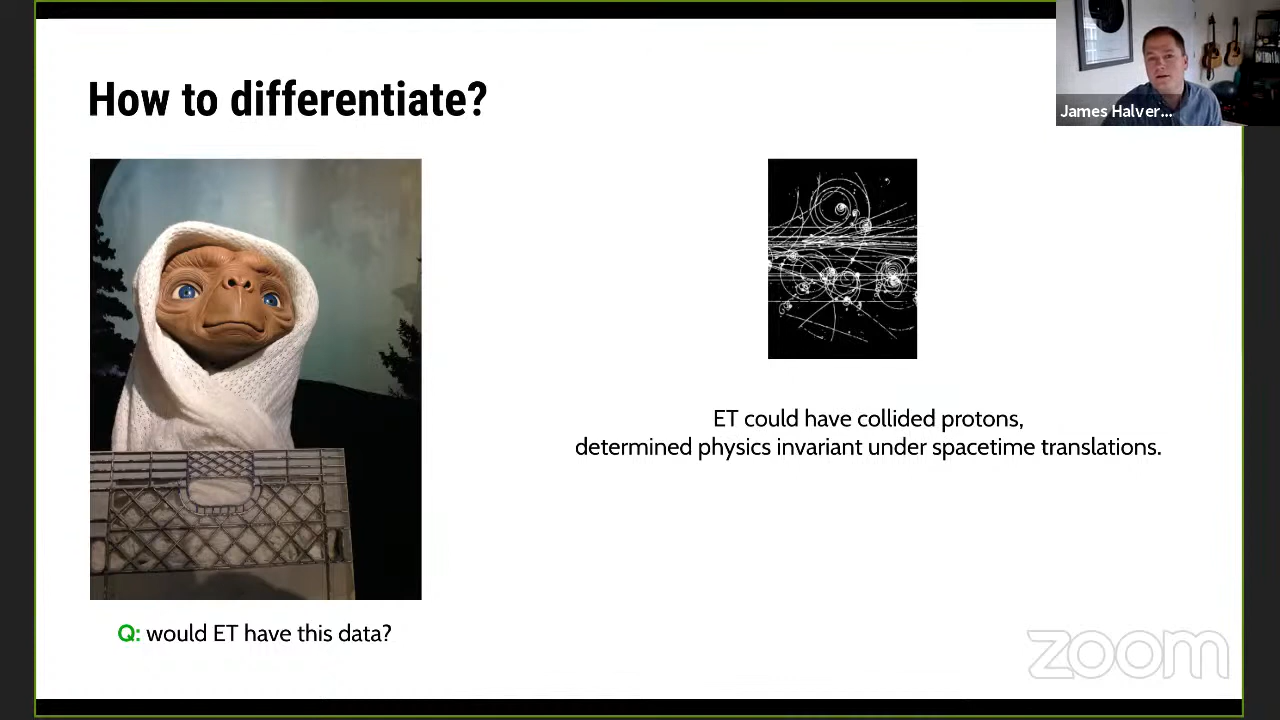 How to differentiate?
James Halver...
ET could have collided protons,
determined physics invariant under spacetime translations.
Q: would ET have this data?
zoom